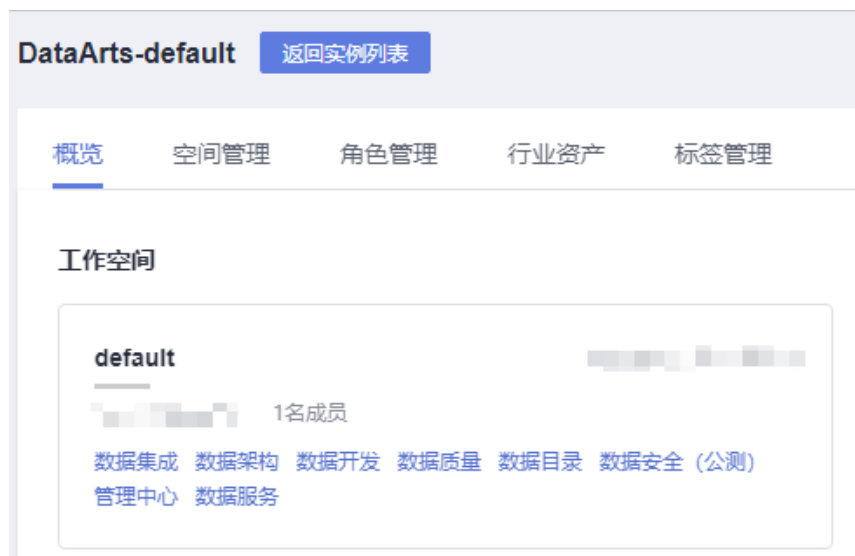 DataArts-default 返回实例列表
概览 空间管理 角色管理 行业资产 标签管理
工作空间
default
1名成员
数据集成 数据架构 数据开发 数据质量 数据目录 数据安全（公测）
管理中心 数据服务